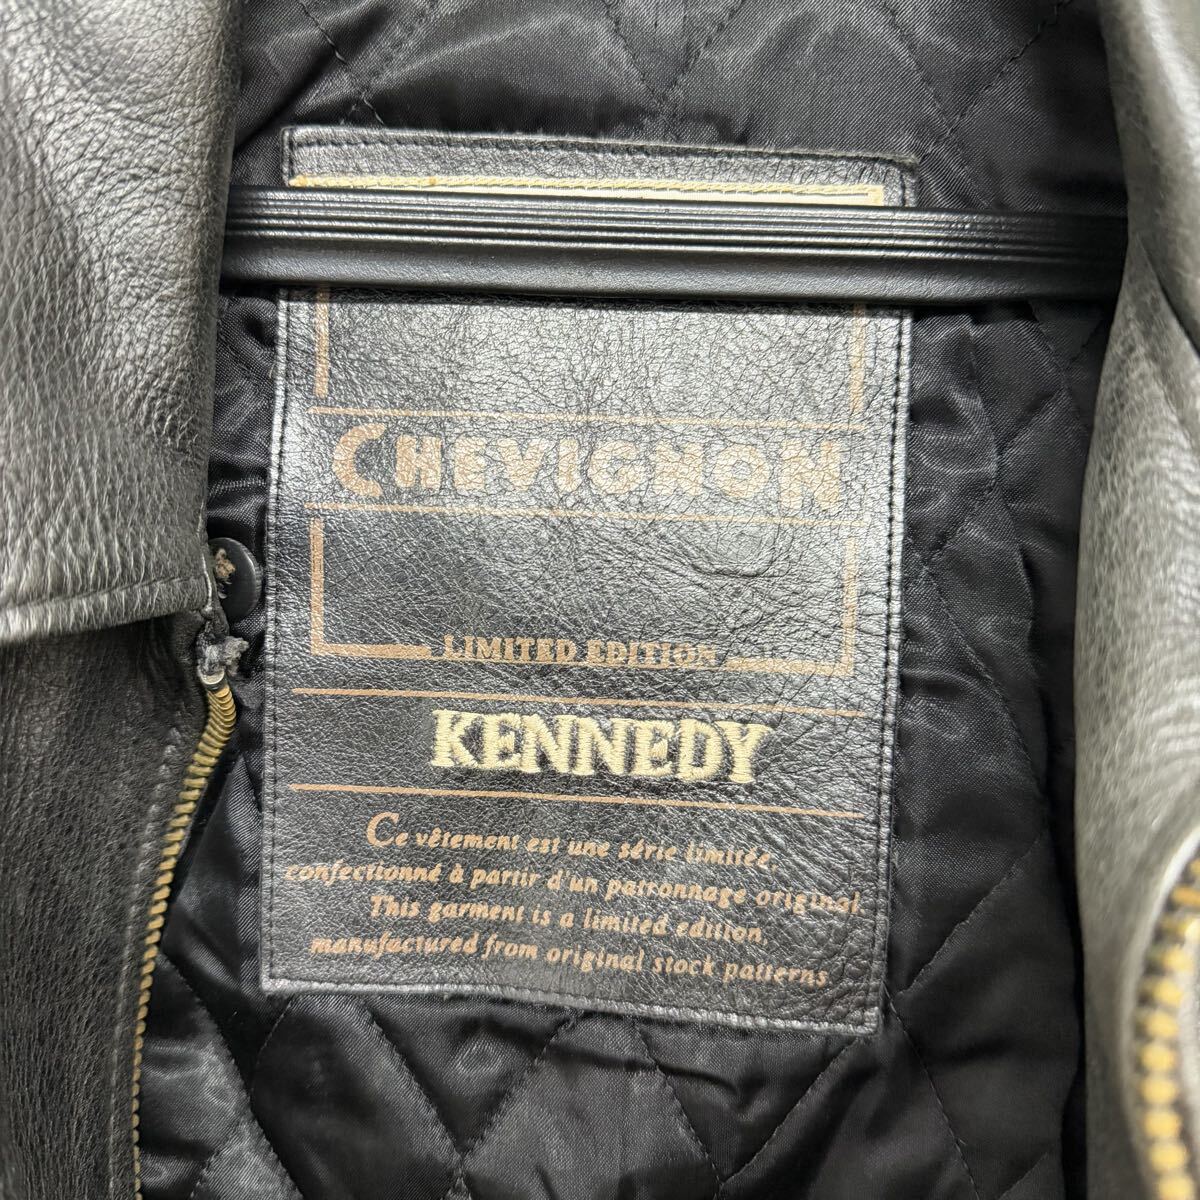 CHEVIGNON
LIMITED EDITION
KENNEDY
Ce vêtement est une série limitée,
confectionné à partir d'un patronnage original
This garment is a limited edition,
manufactured from original stock patterns